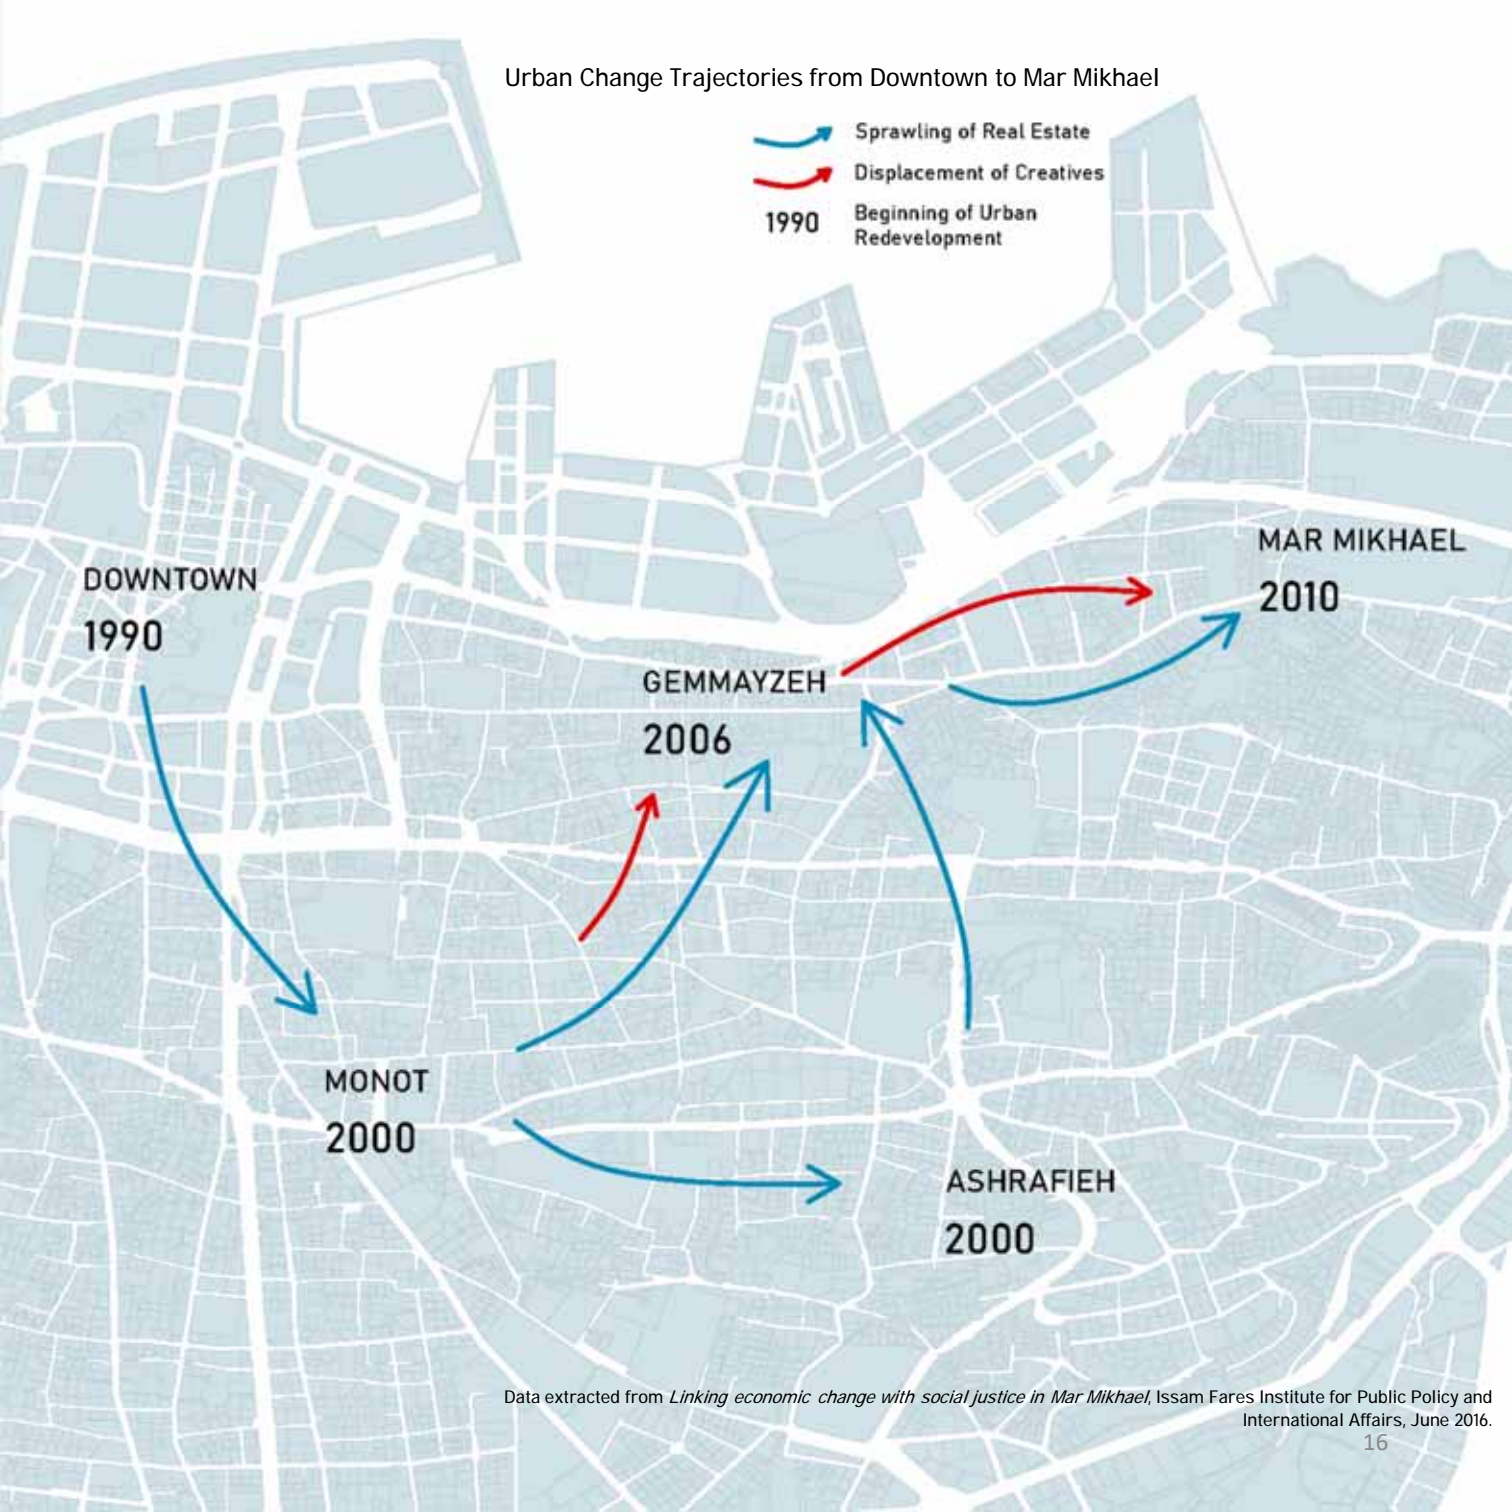 Urban Change Trajectories from Downtown to Mar Mikhael
Sprawling of Real Estate
Displacement of Creatives
1990
Beginning of Urban
Redevelopment
MAR MIKHAEL
2010
DOWNTOWN
1990
GEMMAYZEH
2006
MONOT
2000
ASHRAFIEH
2000
Data extracted from Linking economic change with social justice in Mar Mikhael, Issam Fares Institute for Public Policy and
International Affairs, June 2016.
16